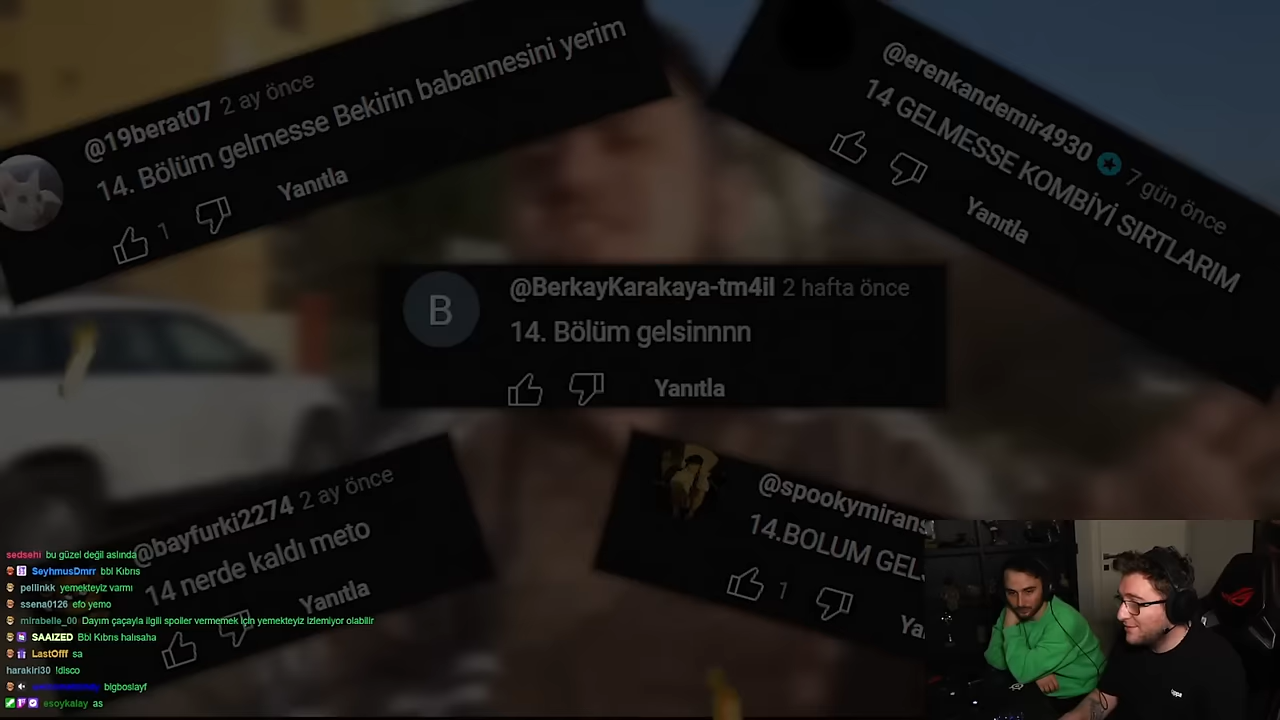 @19berat07 2 ay önce
14. Bölüm gelmesse Bekirin babannesini yerim
1
Yanıtla
@erenkandemir4930 7 gün önce
14 GELMESSE KOMBİYİ SIRTLARIM
Yanıtla
B
@BerkayKarakaya-tm4il 2 hafta önce
14. Bölüm gelsinnnn
Yanıtla
@bayfurki2274 2 ay önce
14 nerde kaldı meto
Yanıtla
@spookymirans
14.BOLUM GEL
1
Ya
sedsehi bu güzel değil aslında
SeyhmusDmrr bbl Kıbrıs
pellinkk yemekteyiz varmı
ssena0126 efo yemo
mirabelle_00 Dayım çaçayla ilgili spoiler vermemek için yemekteyiz izlemiyor olabilir
SAAIZED Bbl Kıbrıs halısaha
LastOfff sa
harakiri30 !disco
bigboslayf
esoykalay as